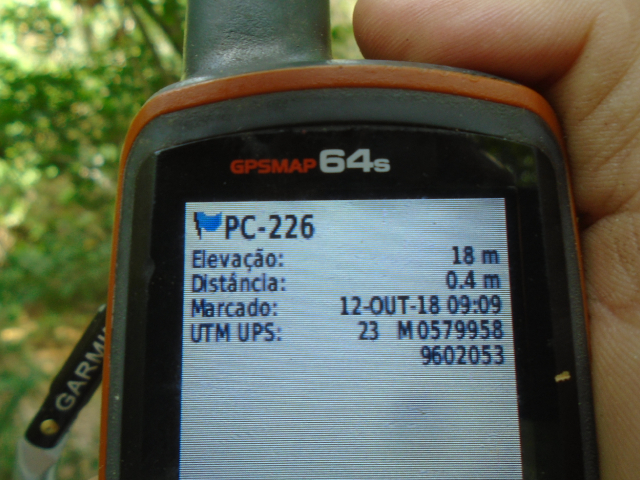 GPSMAP 64s
PC-226
Elevação: 18 m
Distância: 0.4 m
Marcado: 12-OUT-18 09:09
UTM UPS: 23 M 0579958
9602053
GARMIN